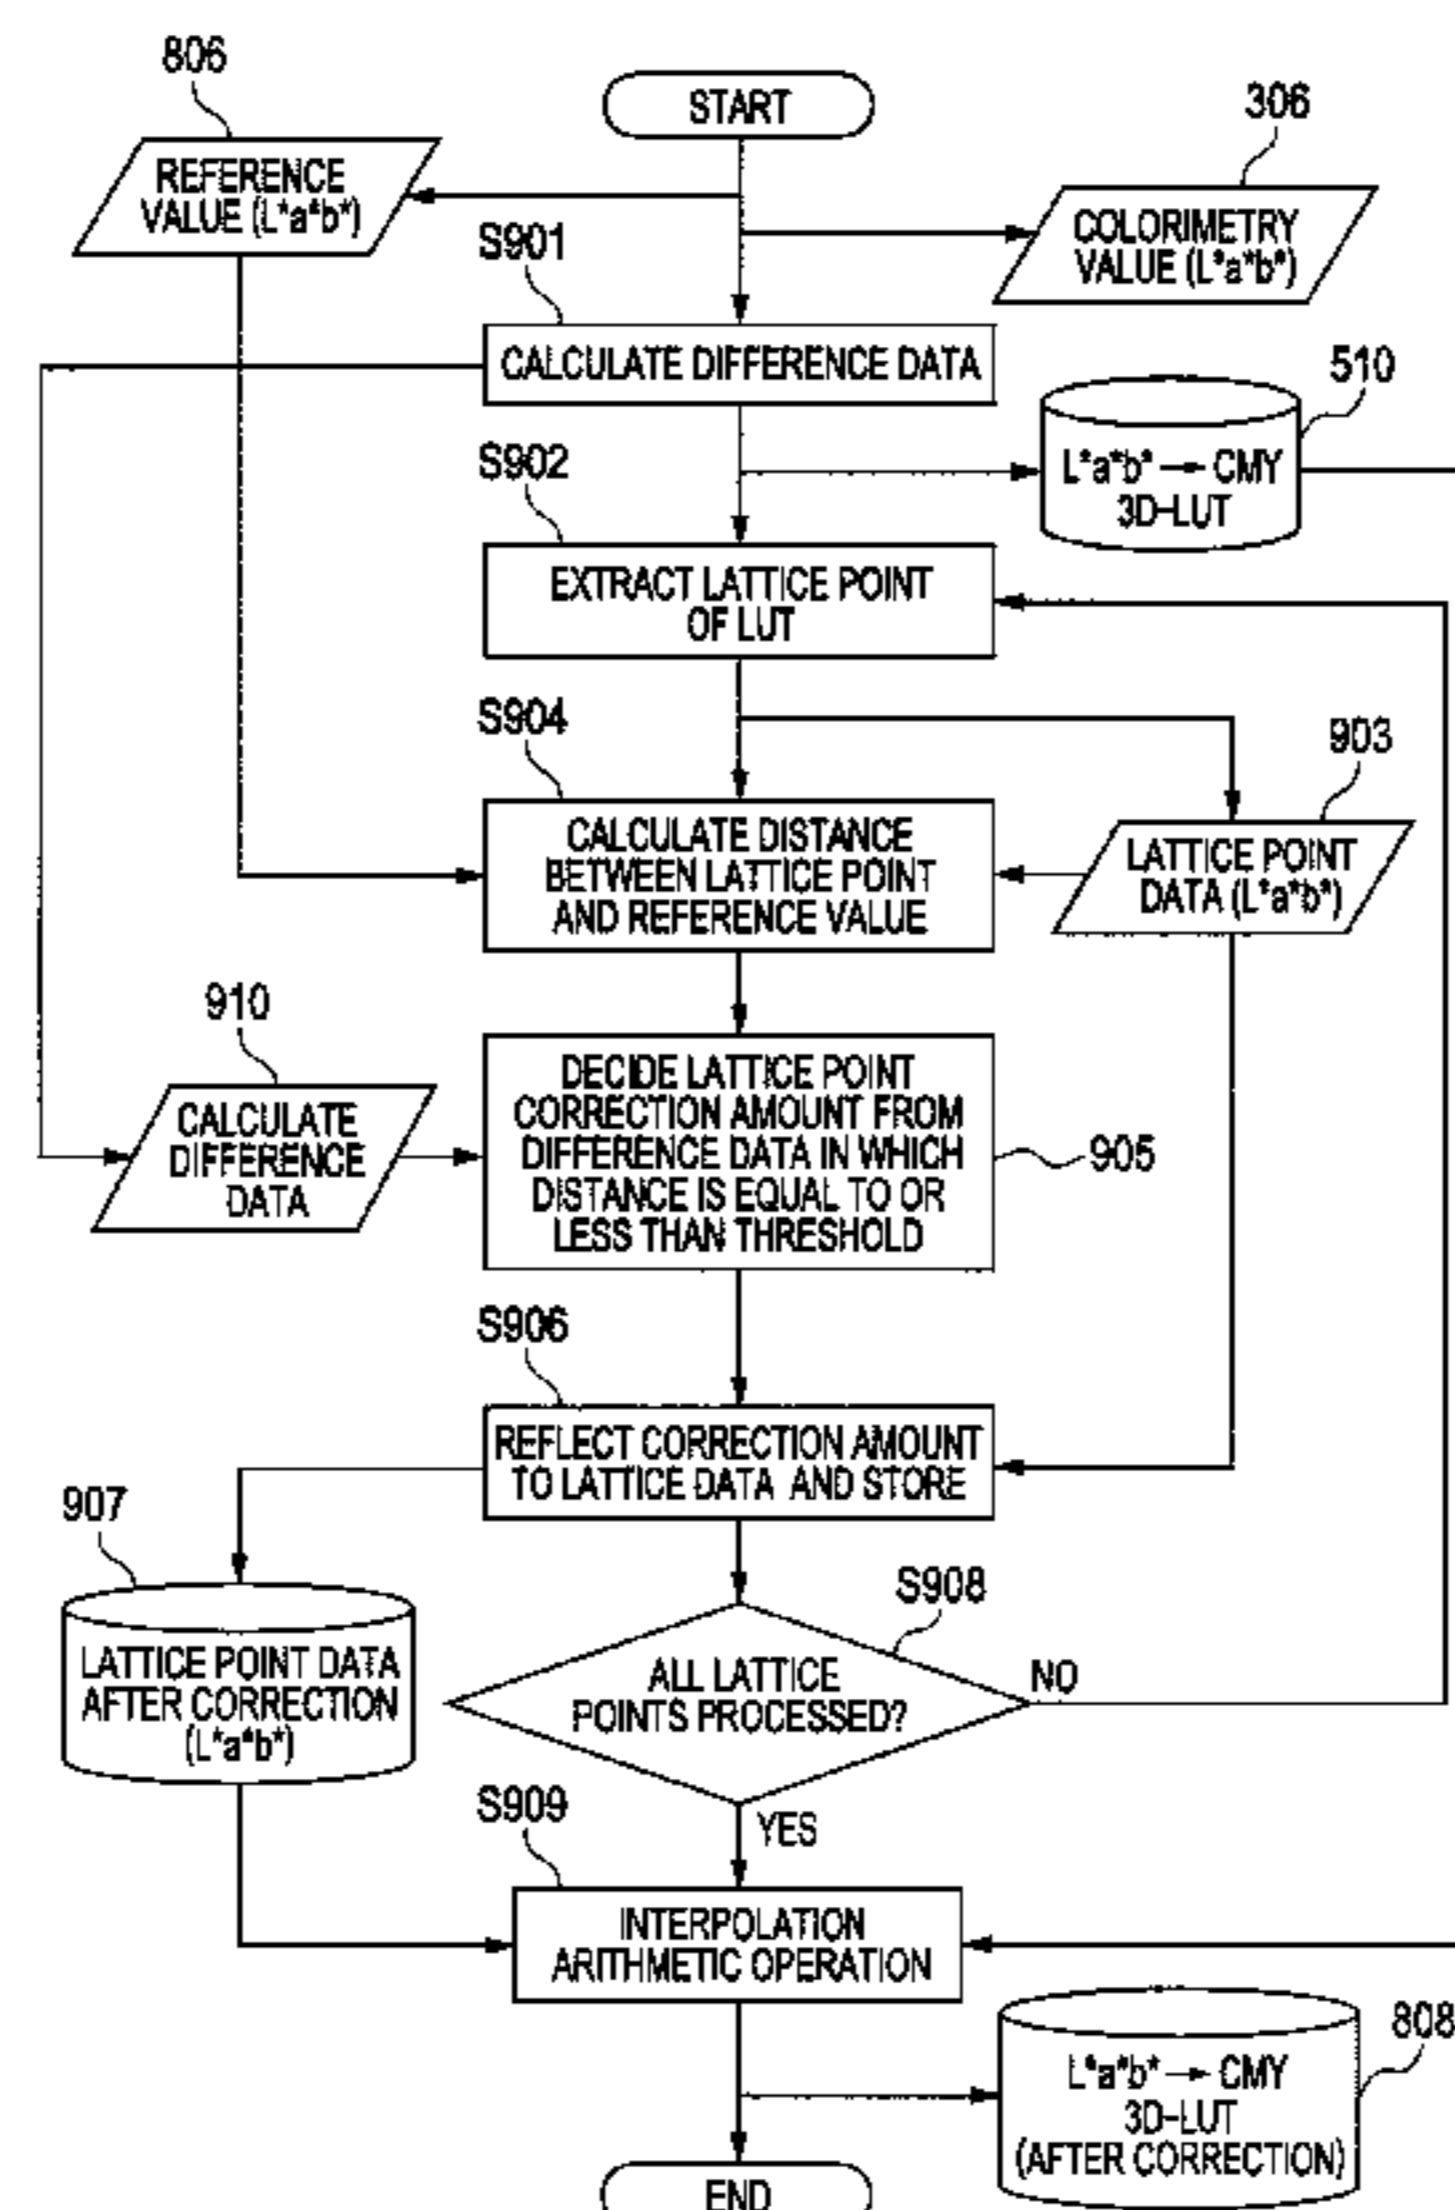 806
START
306
REFERENCE
VALUE (L*a*b*)
COLORIMETRY
VALUE (L*a*b*)
S901
CALCULATE DIFFERENCE DATA
510
L*a*b* → CMY
3D-LUT
S902
EXTRACT LATTICE POINT
OF LUT
S904
903
CALCULATE DISTANCE
BETWEEN LATTICE POINT
AND REFERENCE VALUE
LATTICE POINT
DATA (L*a*b*)
910
CALCULATE
DIFFERENCE
DATA
DECIDE LATTICE POINT
CORRECTION AMOUNT FROM
DIFFERENCE DATA IN WHICH
DISTANCE IS EQUAL TO OR
LESS THAN THRESHOLD
905
S906
REFLECT CORRECTION AMOUNT
TO LATTICE DATA AND STORE
907
LATTICE POINT DATA
AFTER CORRECTION
(L*a*b*)
S908
ALL LATTICE
POINTS PROCESSED?
NO
YES
S909
INTERPOLATION
ARITHMETIC OPERATION
808
L*a*b* → CMY
3D-LUT
(AFTER CORRECTION)
END